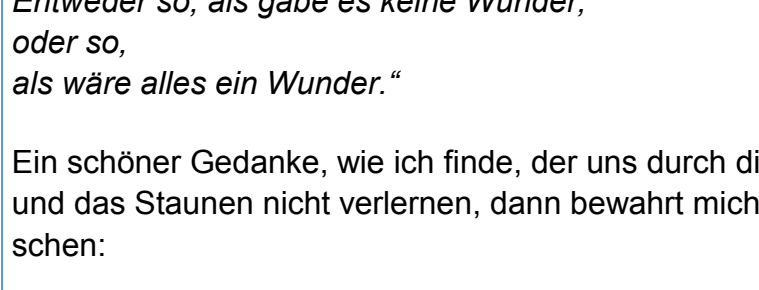 Entweder so, als gäbe es keine Wunder,
oder so,
als wäre alles ein Wunder.“
Ein schöner Gedanke, wie ich finde, der uns durch di
und das Staunen nicht verlernen, dann bewahrt mich
schen: